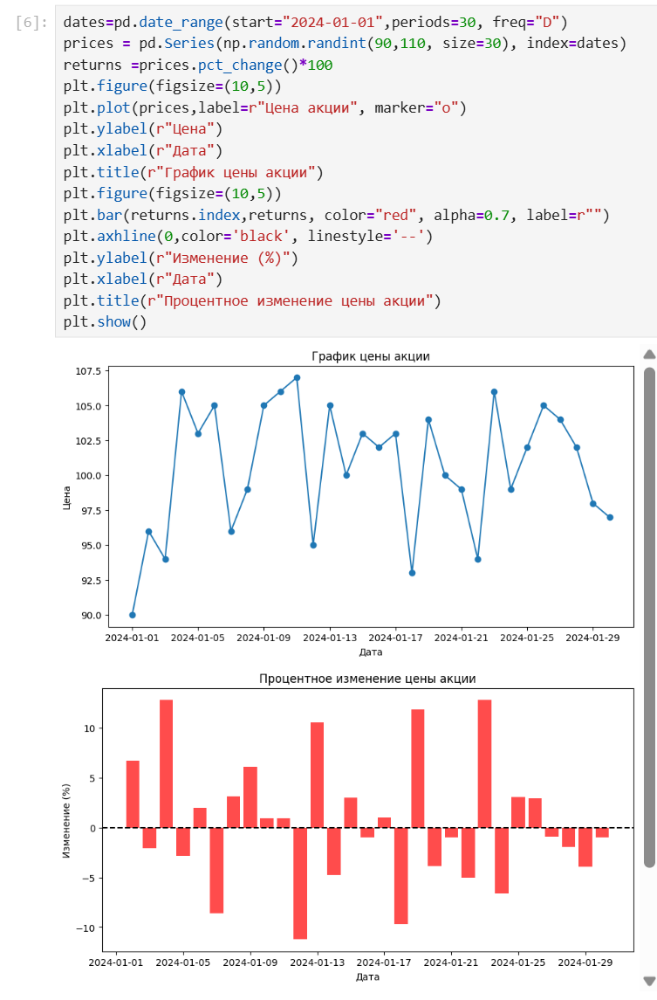 [6]: dates=pd.date_range(start="2024-01-01",periods=30, freq="D")
prices = pd.Series(np.random.randint(90,110, size=30), index=dates)
returns =prices.pct_change()*100
plt.figure(figsize=(10,5))
plt.plot(prices,label=r"Цена акции", marker="o")
plt.ylabel(r"Цена")
plt.xlabel(r"Дата")
plt.title(r"График цены акции")
plt.figure(figsize=(10,5))
plt.bar(returns.index,returns, color="red", alpha=0.7, label=r"")
plt.axhline(0,color='black', linestyle='--')
plt.ylabel(r"Изменение (%)")
plt.xlabel(r"Дата")
plt.title(r"Процентное изменение цены акции")
plt.show()
График цены акции
107.5
105.0
102.5
100.0
97.5
95.0
92.5
90.0
Цена
2024-01-01 2024-01-05 2024-01-09 2024-01-13 2024-01-17 2024-01-21 2024-01-25 2024-01-29
Дата
Процентное изменение цены акции
10
5
0
−5
−10
Изменение (%)
2024-01-01 2024-01-05 2024-01-09 2024-01-13 2024-01-17 2024-01-21 2024-01-25 2024-01-29
Дата